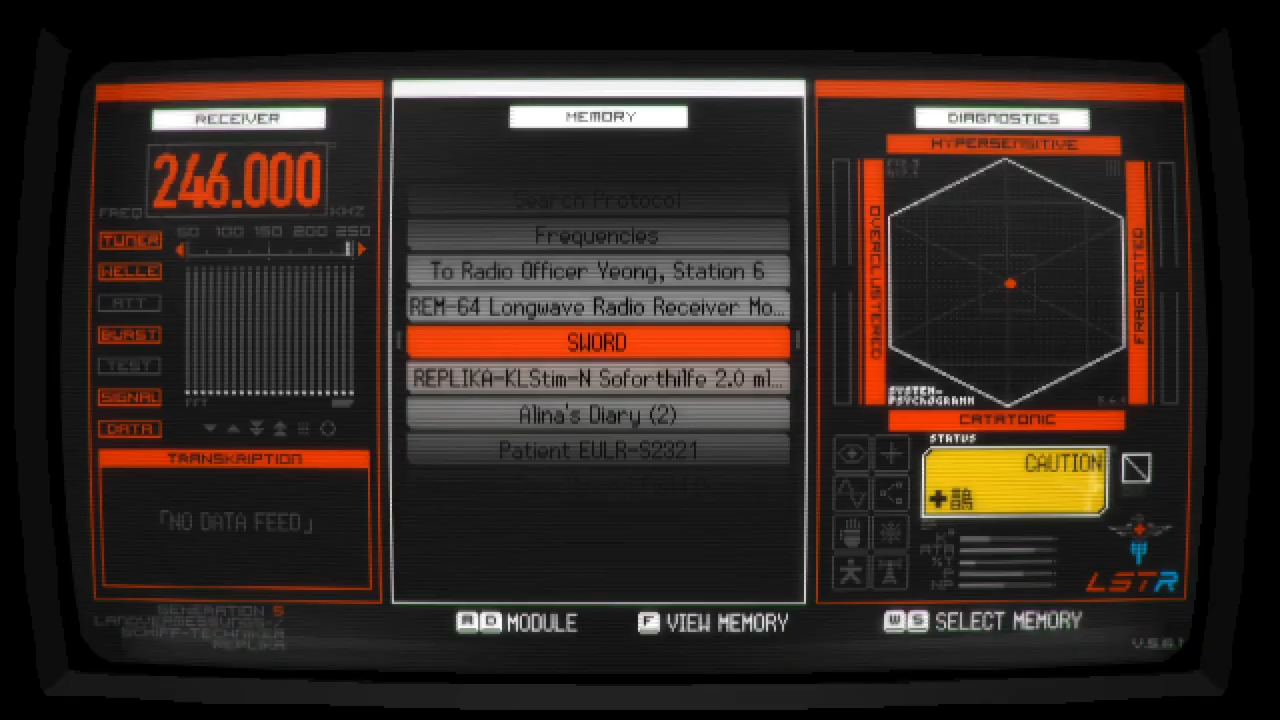 RECEIVER
246.000
FREQ
KHZ
50 100 150 200 250
TUNER
WELLE
ATT
BURST
TEST
SIGNAL
DATA
FFT
TRANSKRIPTION
「NO DATA FEED」
GENERATION 5
LANDVERMESSUNGS-/
SCHIFF-TECHNIKER
REPLIKA
MEMORY
Search Protocol
Frequencies
To Radio Officer Yeong, Station 6
REM-64 Longwave Radio Receiver Mo...
SWORD
REPLIKA-KLStim-N Soforthilfe 2.0 ml...
Alina's Diary (2)
Patient EULR-S2321
A D MODULE
F VIEW MEMORY
W S SELECT MEMORY
DIAGNOSTICS
HYPERSENSITIVE
OVERCLUSTERED
FRAGMENTED
SYSTEM-
PSYCHOGRAMM
CATATONIC
STATUS
CAUTION
LSTR